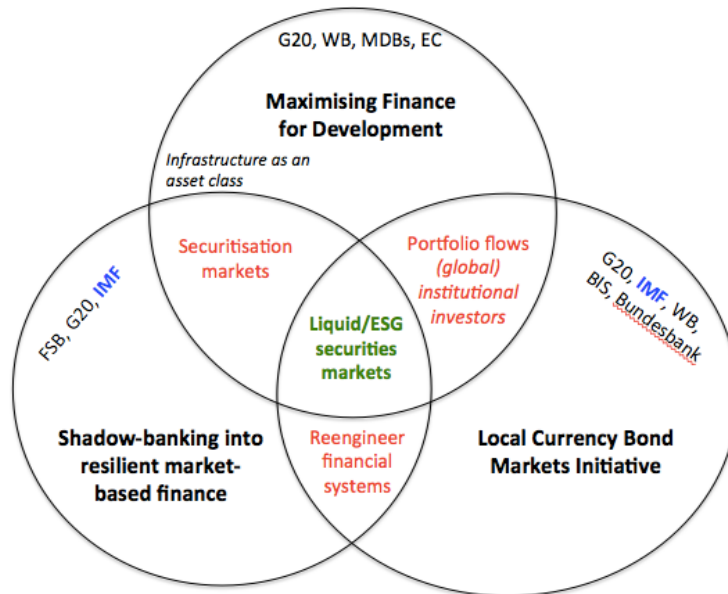 G20, WB, MDBs, EC
Maximising Finance
for Development
Infrastructure as an
asset class
Securitisation
markets
Portfolio flows
(global)
institutional
investors
FSB, G20, IMF
G20, IMF, WB,
BIS, Bundesbank
Liquid/ESG
securities
markets
Shadow-banking into
resilient market-
based finance
Reengineer
financial
systems
Local Currency Bond
Markets Initiative